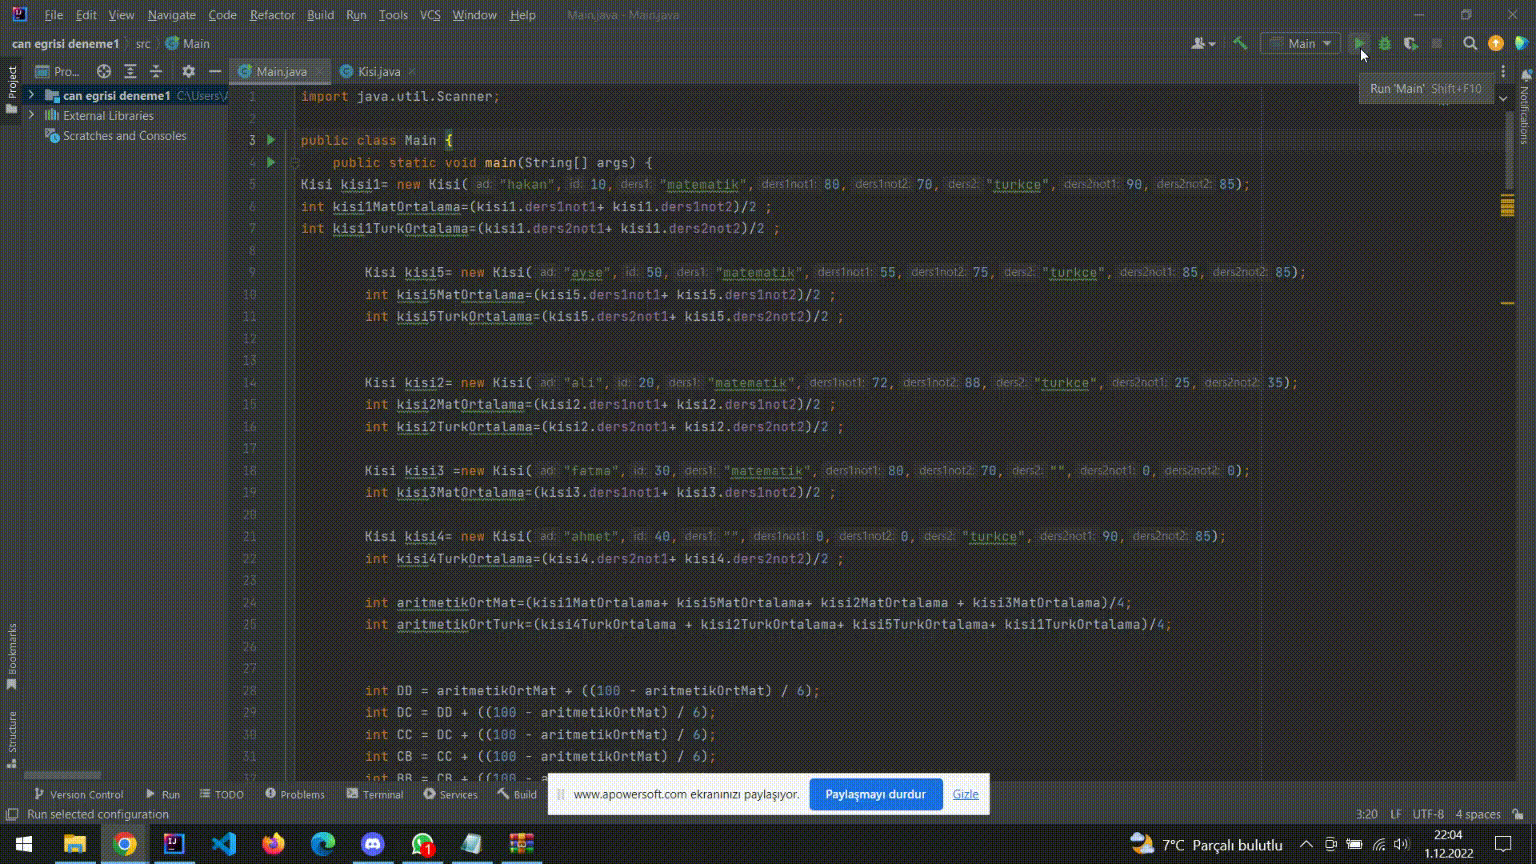 File Edit View Navigate Code Refactor Build Run Tools VCS Window Help Main.java - Main.java
can egrisi deneme1 src Main
Main
Project
Pro...
Main.java
Kisi.java
Run 'Main' Shift+F10
Notifications
can egrisi deneme1 C:\Users\
External Libraries
Scratches and Consoles
1 import java.util.Scanner;
2
3 public class Main {
4 public static void main(String[] args) {
5 Kisi kisi1= new Kisi( ad: "hakan", id: 10, ders1: "matematik", ders1not1: 80, ders1not2: 70, ders2: "turkce", ders2not1: 90, ders2not2: 85);
6 int kisi1MatOrtalama=(kisi1.ders1not1+ kisi1.ders1not2)/2 ;
7 int kisi1TurkOrtalama=(kisi1.ders2not1+ kisi1.ders2not2)/2 ;
8
9 Kisi kisi5= new Kisi( ad: "ayse", id: 50, ders1: "matematik", ders1not1: 55, ders1not2: 75, ders2: "turkce", ders2not1: 85, ders2not2: 85);
10 int kisi5MatOrtalama=(kisi5.ders1not1+ kisi5.ders1not2)/2 ;
11 int kisi5TurkOrtalama=(kisi5.ders2not1+ kisi5.ders2not2)/2 ;
12
13
14 Kisi kisi2= new Kisi( ad: "ali", id: 20, ders1: "matematik", ders1not1: 72, ders1not2: 88, ders2: "turkce", ders2not1: 25, ders2not2: 35);
15 int kisi2MatOrtalama=(kisi2.ders1not1+ kisi2.ders1not2)/2 ;
16 int kisi2TurkOrtalama=(kisi2.ders2not1+ kisi2.ders2not2)/2 ;
17
18 Kisi kisi3 =new Kisi( ad: "fatma", id: 30, ders1: "matematik", ders1not1: 80, ders1not2: 70, ders2: "", ders2not1: 0, ders2not2: 0);
19 int kisi3MatOrtalama=(kisi3.ders1not1+ kisi3.ders1not2)/2 ;
20
21 Kisi kisi4= new Kisi( ad: "ahmet", id: 40, ders1: "", ders1not1: 0, ders1not2: 0, ders2: "turkce", ders2not1: 90, ders2not2: 85);
22 int kisi4TurkOrtalama=(kisi4.ders2not1+ kisi4.ders2not2)/2 ;
23
24 int aritmetikOrtMat=(kisi1MatOrtalama+ kisi5MatOrtalama+ kisi2MatOrtalama + kisi3MatOrtalama)/4;
25 int aritmetikOrtTurk=(kisi4TurkOrtalama + kisi2TurkOrtalama+ kisi5TurkOrtalama+ kisi1TurkOrtalama)/4;
26
27
28 int DD = aritmetikOrtMat + ((100 - aritmetikOrtMat) / 6);
29 int DC = DD + ((100 - aritmetikOrtMat) / 6);
30 int CC = DC + ((100 - aritmetikOrtMat) / 6);
31 int CB = CC + ((100 - aritmetikOrtMat) / 6);
32 int BB = CB + ((100 - a
Bookmarks
Structure
www.apowersoft.com ekranınızı paylaşıyor. Paylaşmayı durdur Gizle
Version Control Run TODO Problems Terminal Services Build
Run selected configuration 3:20 LF UTF-8 4 spaces
1
7°C Parçalı bulutlu
22:04
1.12.2022